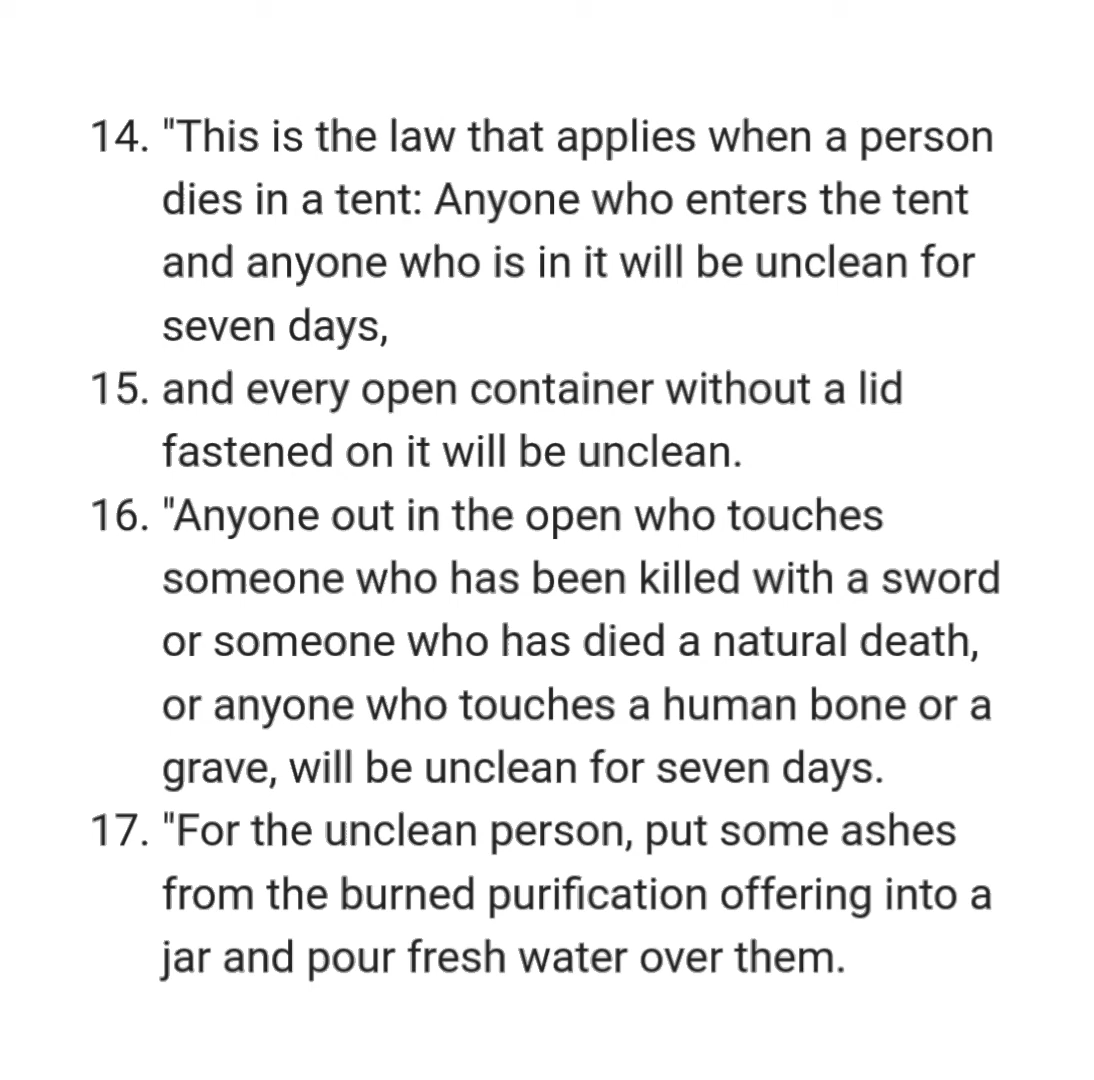 14. "This is the law that applies when a person
dies in a tent: Anyone who enters the tent
and anyone who is in it will be unclean for
seven days,
15. and every open container without a lid
fastened on it will be unclean.
16. "Anyone out in the open who touches
someone who has been killed with a sword
or someone who has died a natural death,
or anyone who touches a human bone or a
grave, will be unclean for seven days.
17. "For the unclean person, put some ashes
from the burned purification offering into a
jar and pour fresh water over them.